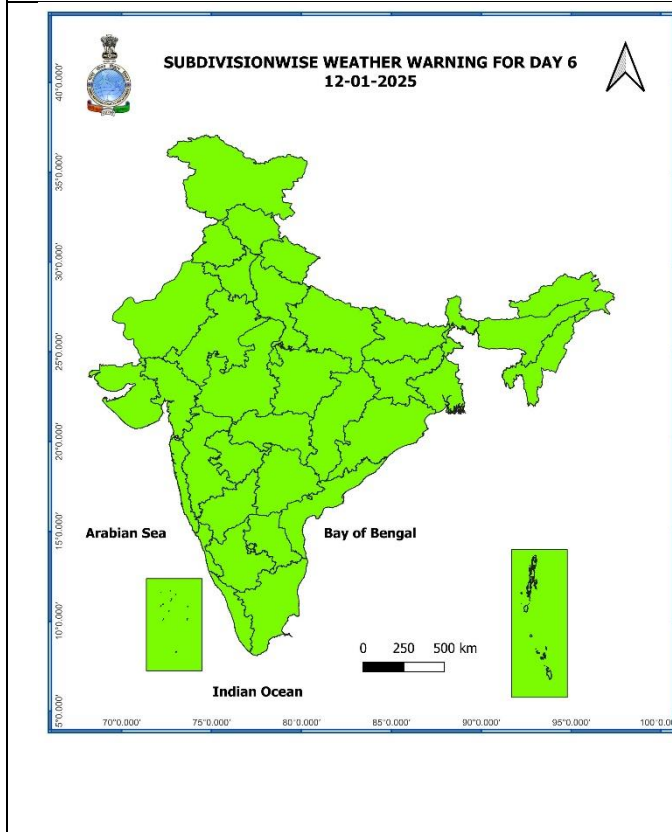 SUBDIVISIONWISE WEATHER WARNING FOR DAY 6
12-01-2025
40°0.000'
35°0.000'
30°0.000'
25°0.000'
20°0.000'
15°0.000'
10°0.000'
5°0.000'
Arabian Sea
Bay of Bengal
0 250 500 km
Indian Ocean
70°0.000' 75°0.000' 80°0.000' 85°0.000' 90°0.000' 95°0.000' 100°0.0